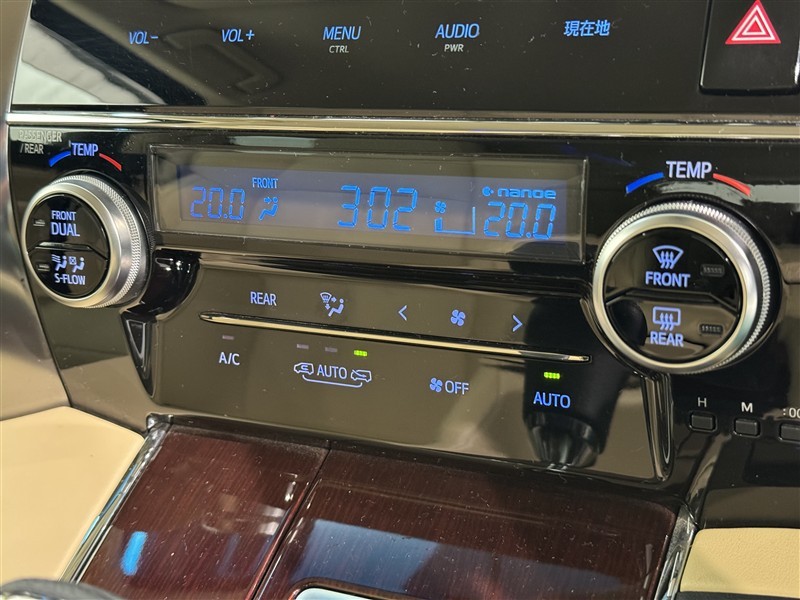 VOL-
VOL+
MENU
CTRL
AUDIO
PWR
現在地
PASSENGER
/REAR
TEMP
TEMP
FRONT
DUAL
S-FLOW
20.0
FRONT
302
nanoe
20.0
FRONT
REAR
REAR
<
>
A/C
AUTO
OFF
AUTO
H
M
:00